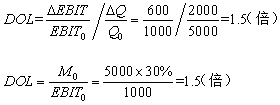 DOL=ΔEBIT/EBIT₀ / ΔQ/Q₀ = 600/1000 / 2000/5000 =1.5(倍)
DOL = M₀/EBIT₀ = 5000×30%/1000 =1.5(倍)